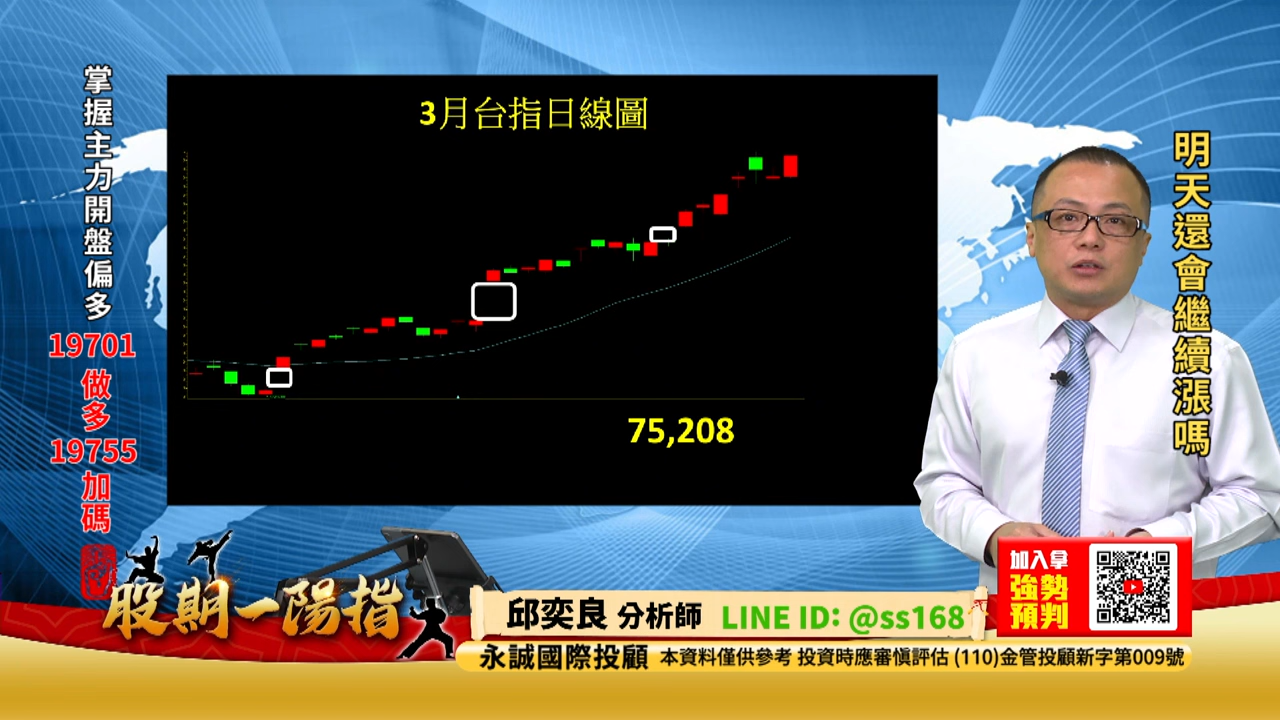 掌握主力開盤偏多
19701
做多
19755
加碼
3月台指日線圖
75,208
明天還會繼續漲嗎
股期一陽指
加入拿
強勢
預判
邱奕良 分析師 LINE ID: @ss168
永誠國際投顧 本資料僅供參考 投資時應審慎評估 (110)金管投顧新字第009號